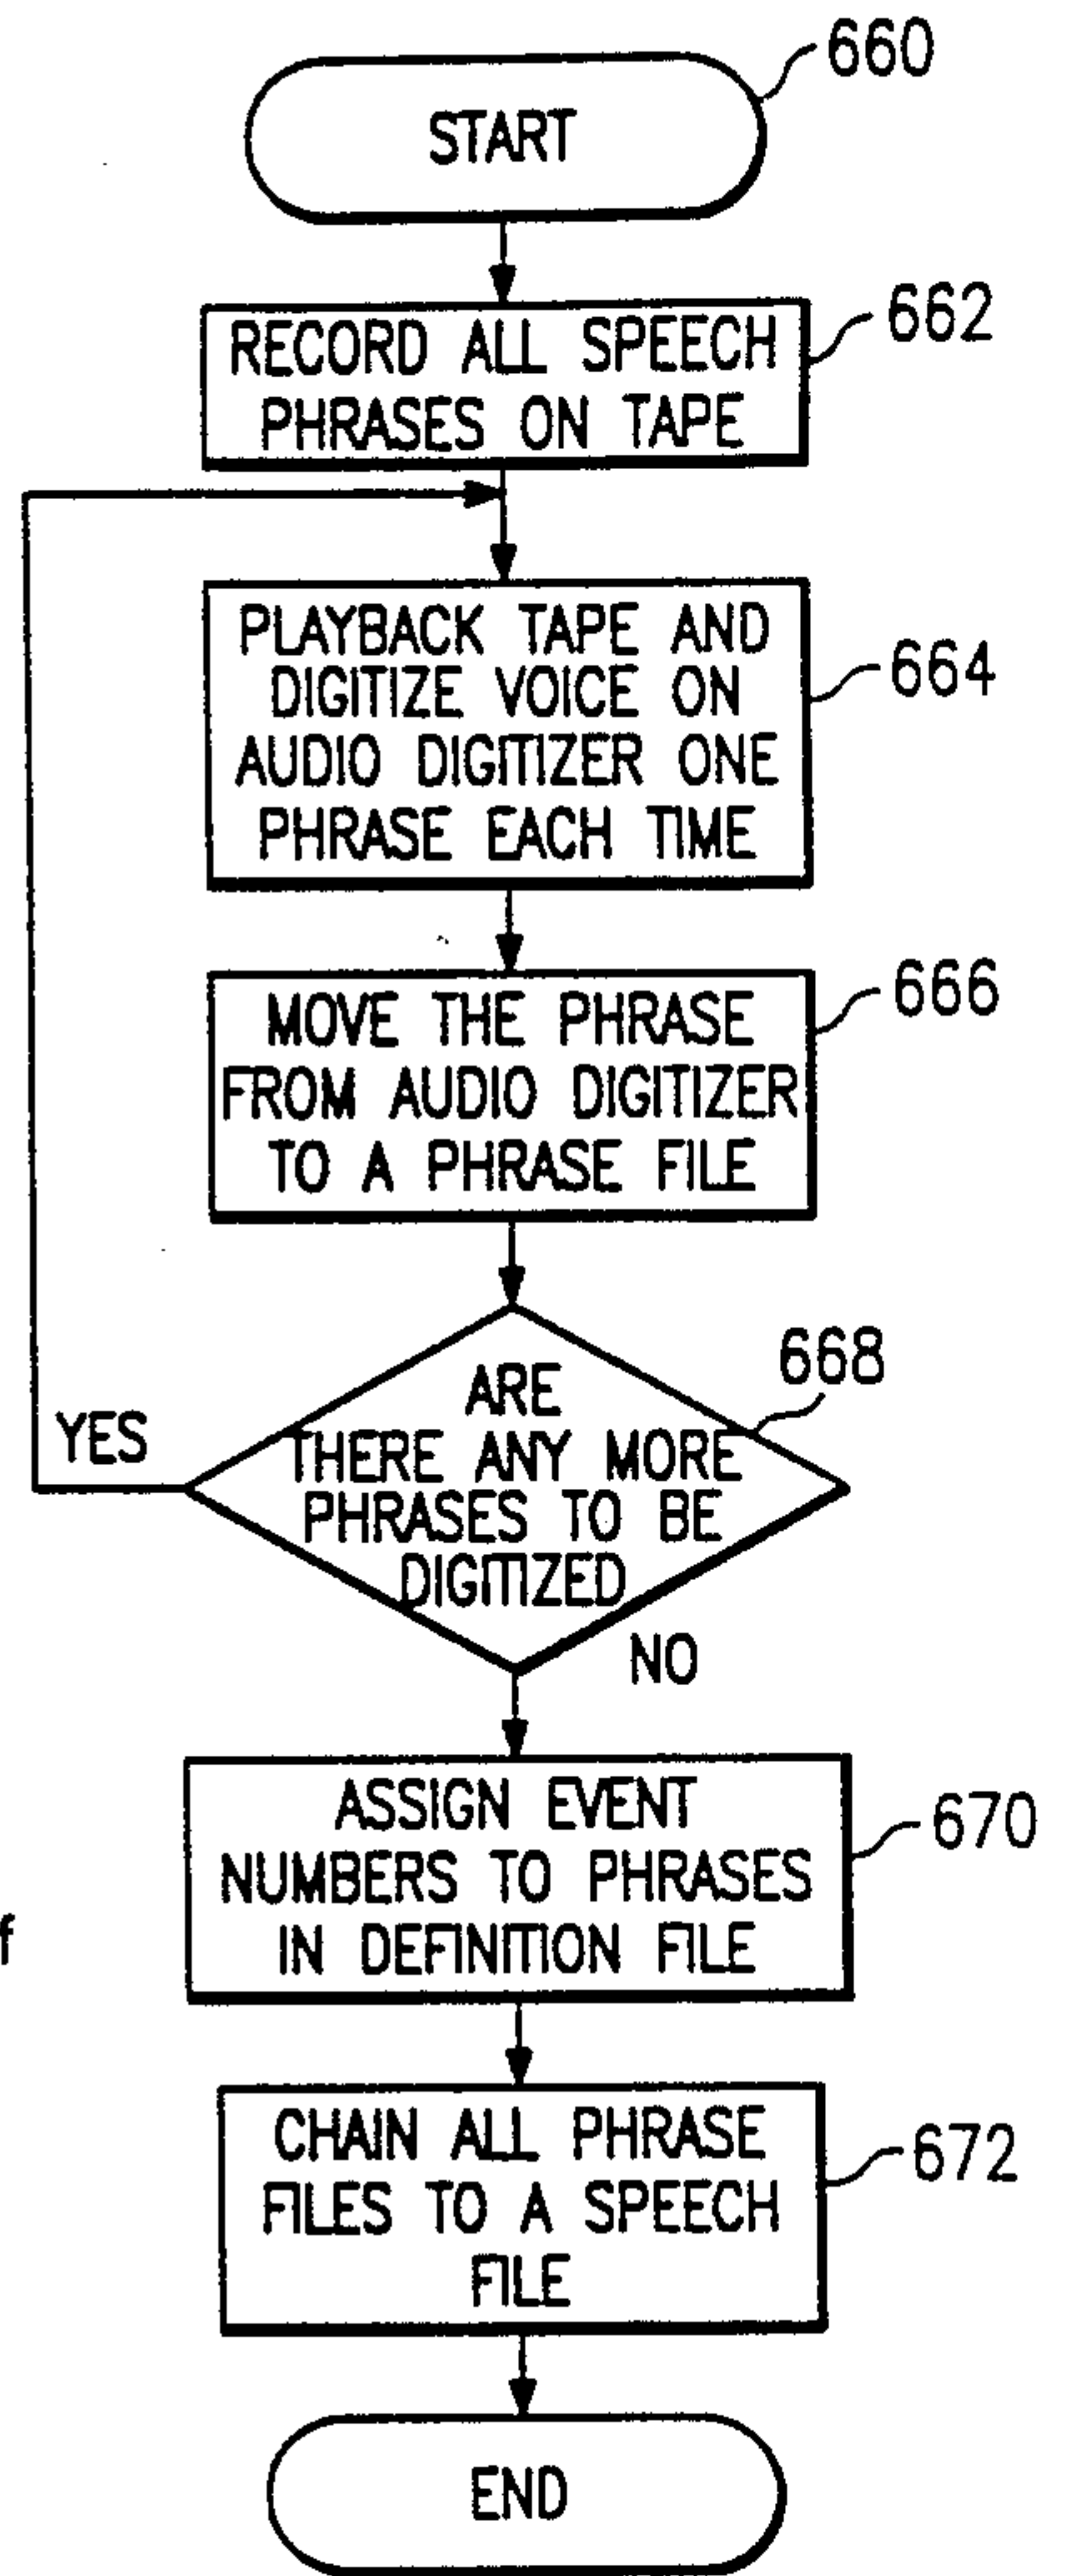 660
START
662
RECORD ALL SPEECH
PHRASES ON TAPE
664
PLAYBACK TAPE AND
DIGITIZE VOICE ON
AUDIO DIGITIZER ONE
PHRASE EACH TIME
666
MOVE THE PHRASE
FROM AUDIO DIGITIZER
TO A PHRASE FILE
668
ARE
THERE ANY MORE
PHRASES TO BE
DIGITIZED
YES
NO
670
ASSIGN EVENT
NUMBERS TO PHRASES
IN DEFINITION FILE
f
672
CHAIN ALL PHRASE
FILES TO A SPEECH
FILE
END